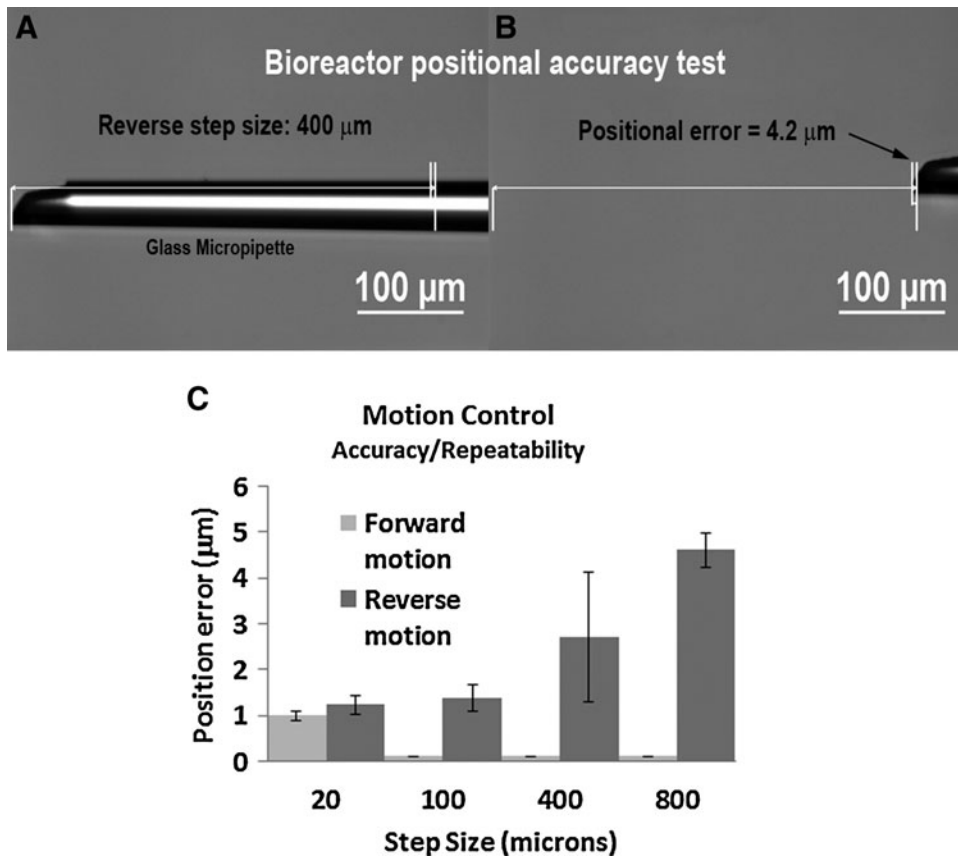 A
B
Bioreactor positional accuracy test
Reverse step size: 400 μm
Positional error = 4.2 μm
Glass Micropipette
100 μm
100 μm
C
Motion Control
Accuracy/Repeatability
6
5
4
3
2
1
0
Position error (μm)
Forward
motion
Reverse
motion
20
100
400
800
Step Size (microns)